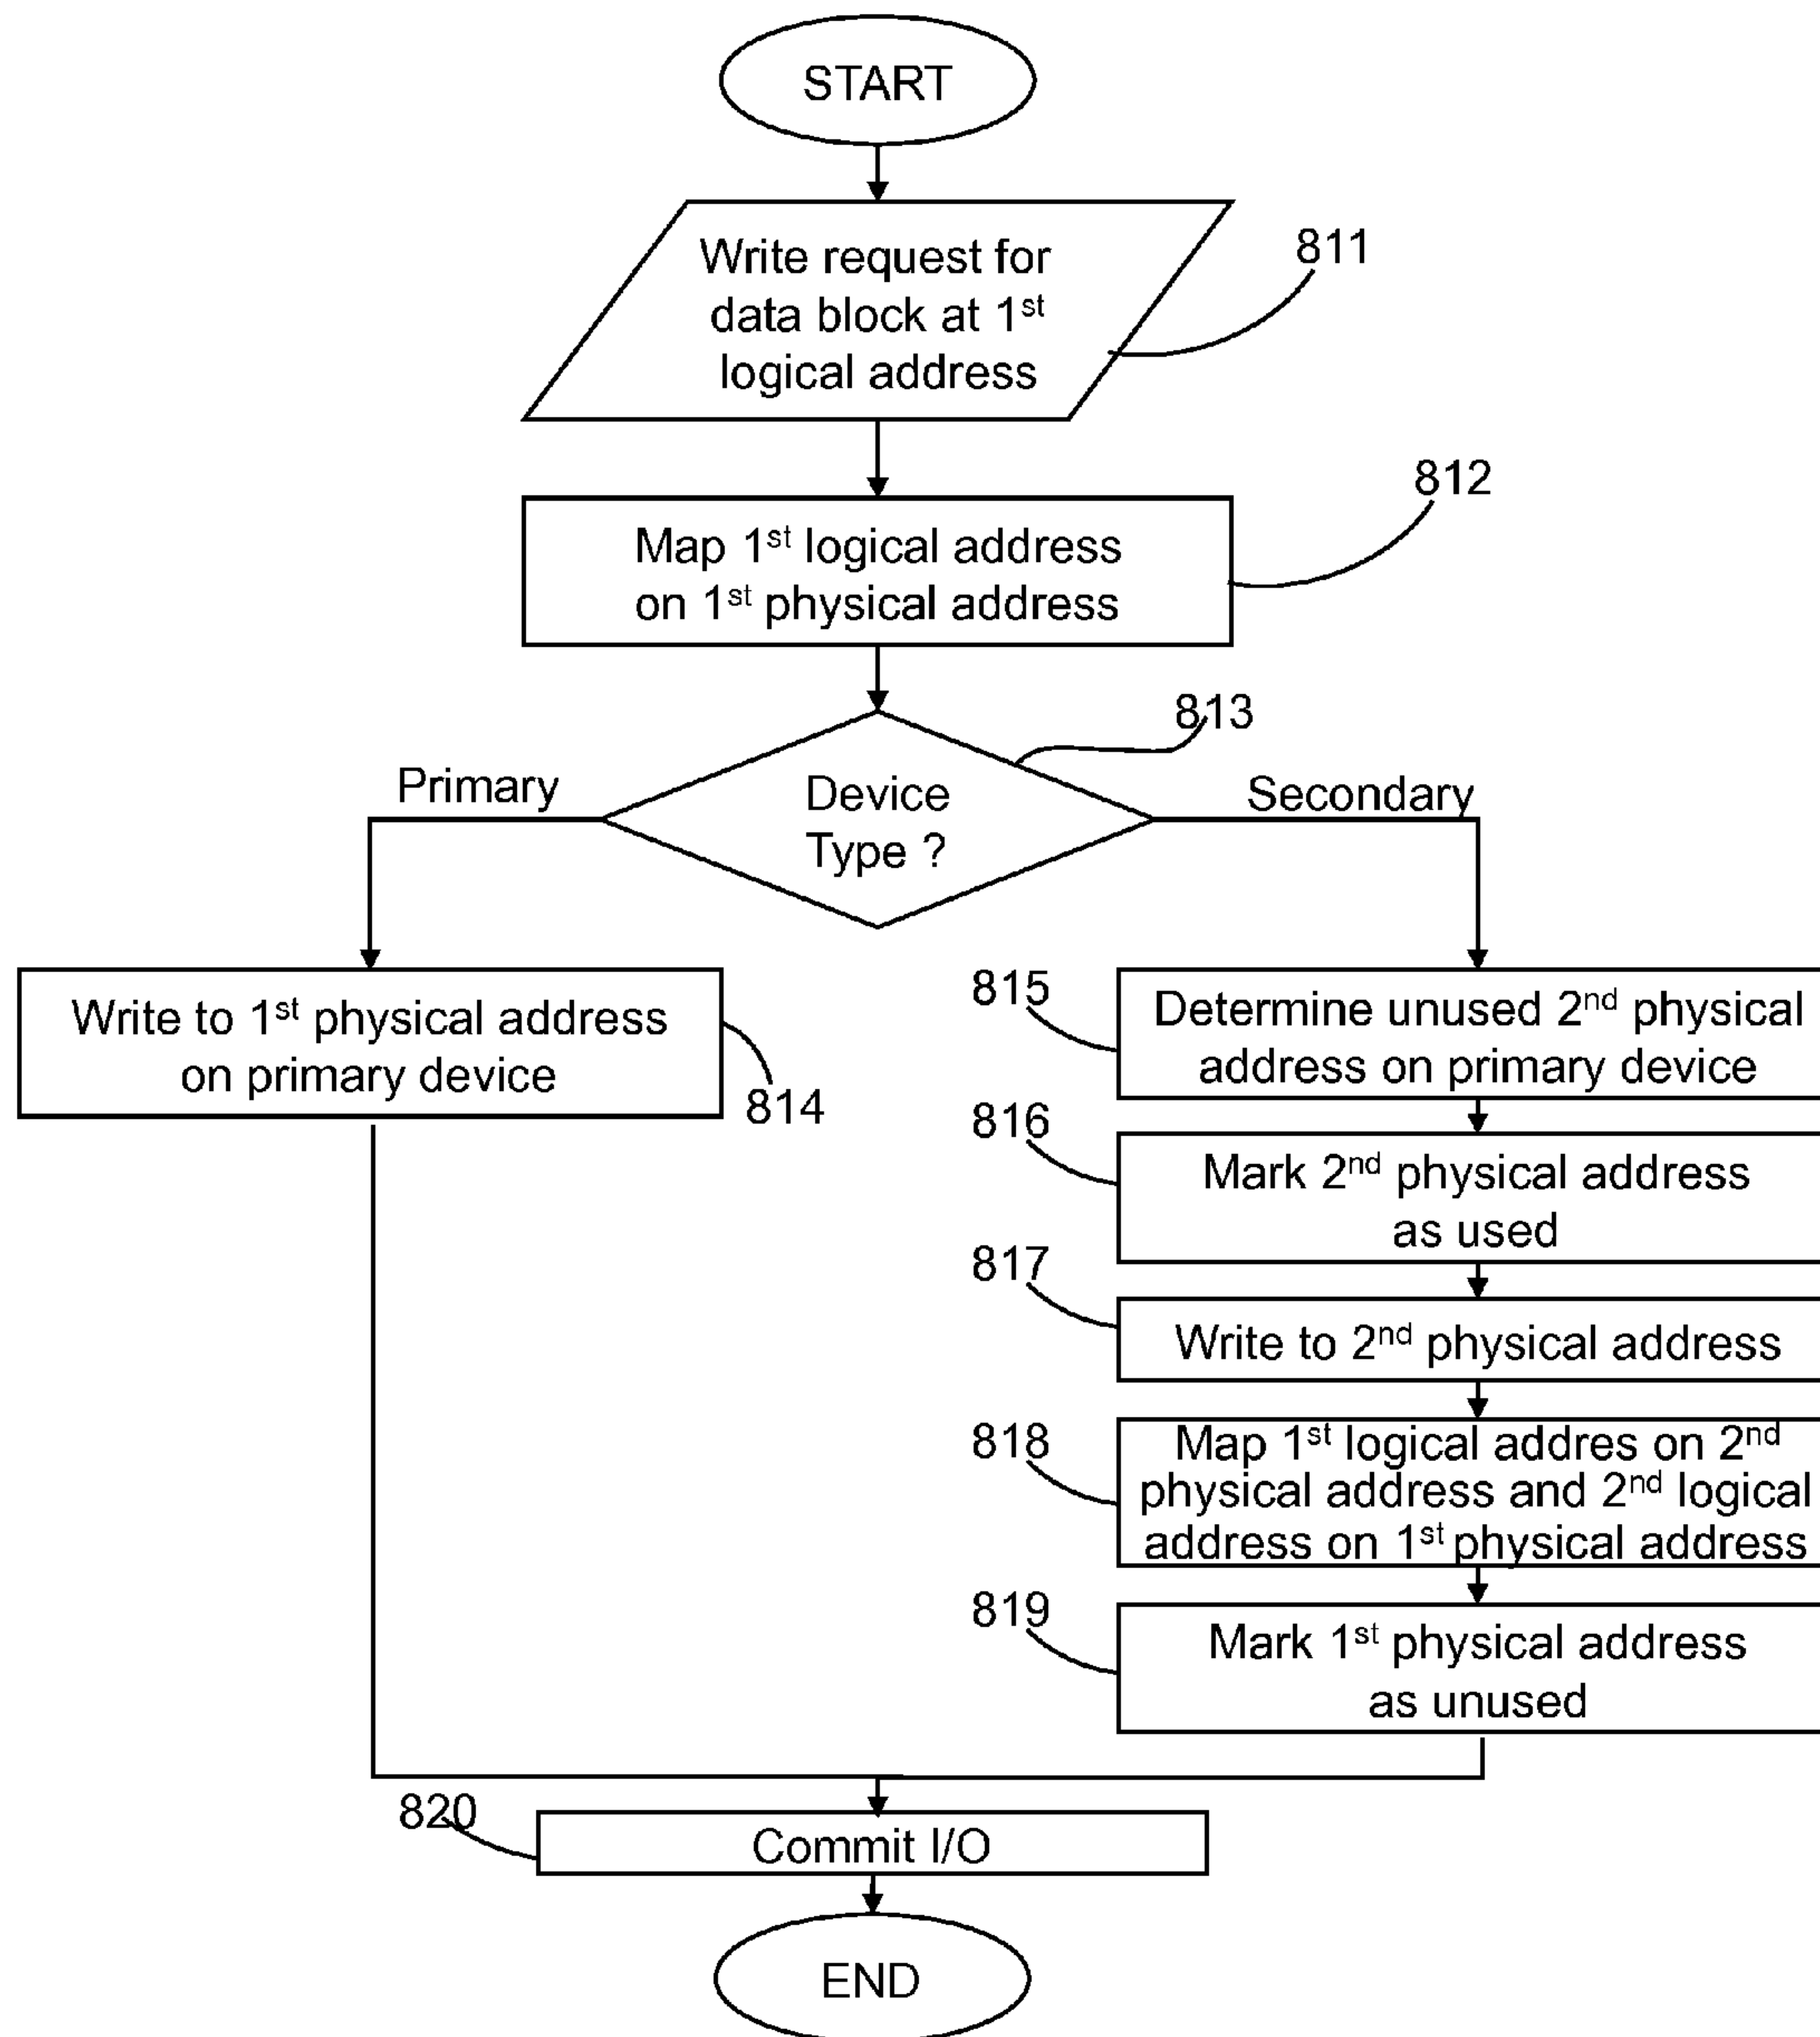 START
Write request for
data block at 1st
logical address
811
Map 1st logical address
on 1st physical address
812
813
Device
Type ?
Primary
Secondary
Write to 1st physical address
on primary device
814
815
Determine unused 2nd physical
address on primary device
816
Mark 2nd physical address
as used
817
Write to 2nd physical address
818
Map 1st logical addres on 2nd
physical address and 2nd logical
address on 1st physical address
819
Mark 1st physical address
as unused
820
Commit I/O
END